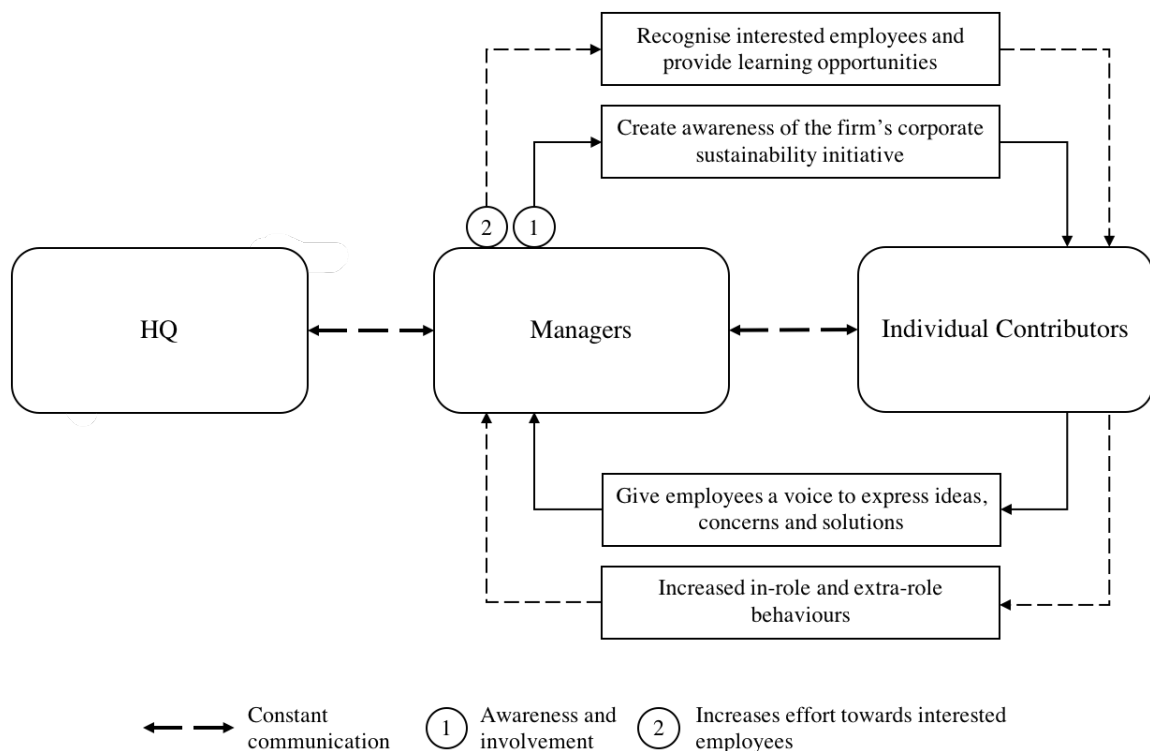 Recognise interested employees and
provide learning opportunities
Create awareness of the firm's corporate
sustainability initiative
2
1
HQ
Managers
Individual Contributors
Give employees a voice to express ideas,
concerns and solutions
Increased in-role and extra-role
behaviours
Constant
communication
1
Awareness and
involvement
2
Increases effort towards interested
employees